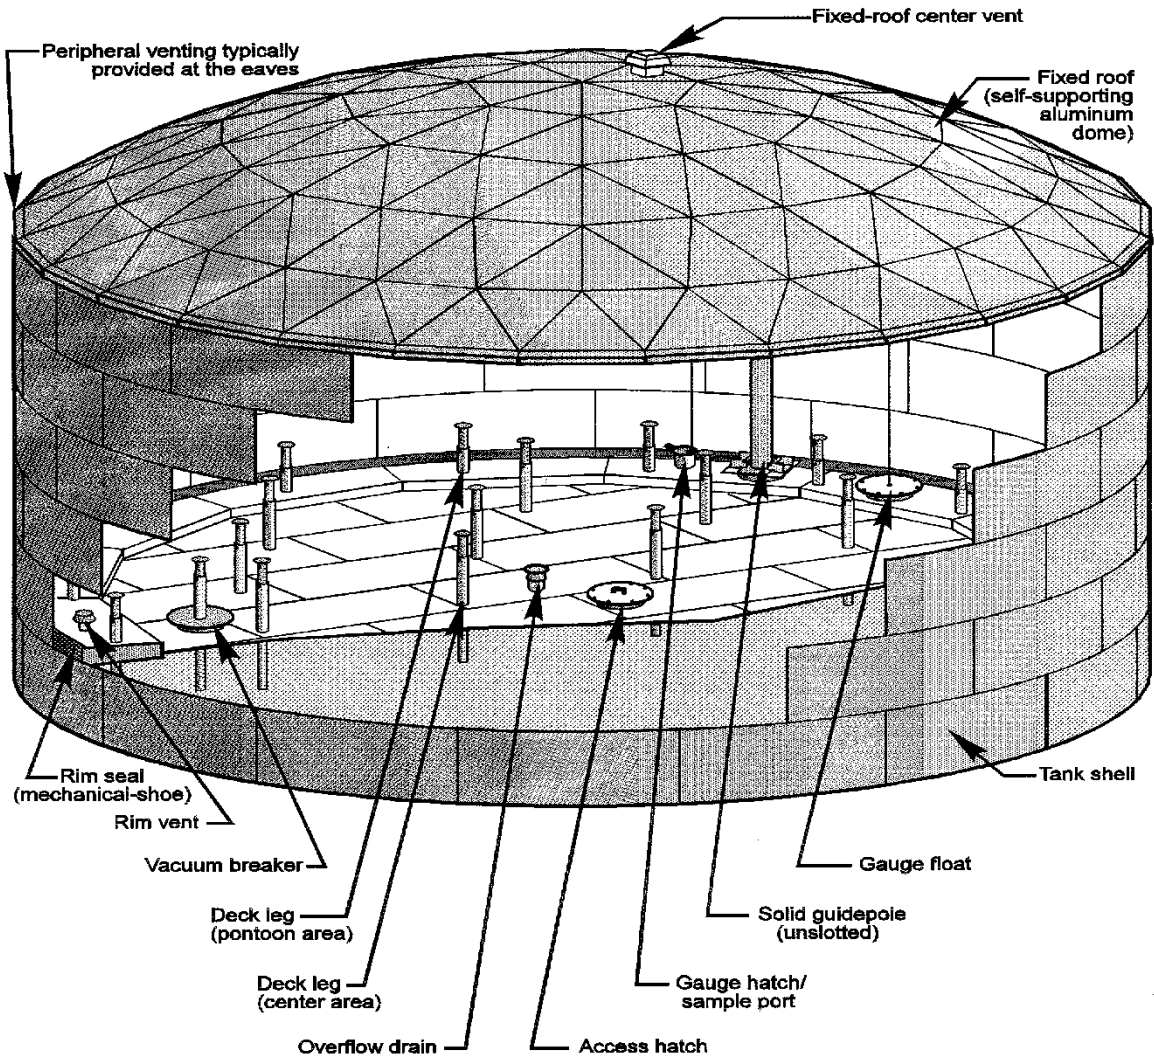 Fixed-roof center vent
Peripheral venting typically
provided at the eaves
Fixed roof
(self-supporting
aluminum
dome)
Rim seal
(mechanical-shoe)
Tank shell
Rim vent
Vacuum breaker
Gauge float
Deck leg
(pontoon area)
Solid guidepole
(unslotted)
Deck leg
(center area)
Gauge hatch/
sample port
Overflow drain
Access hatch